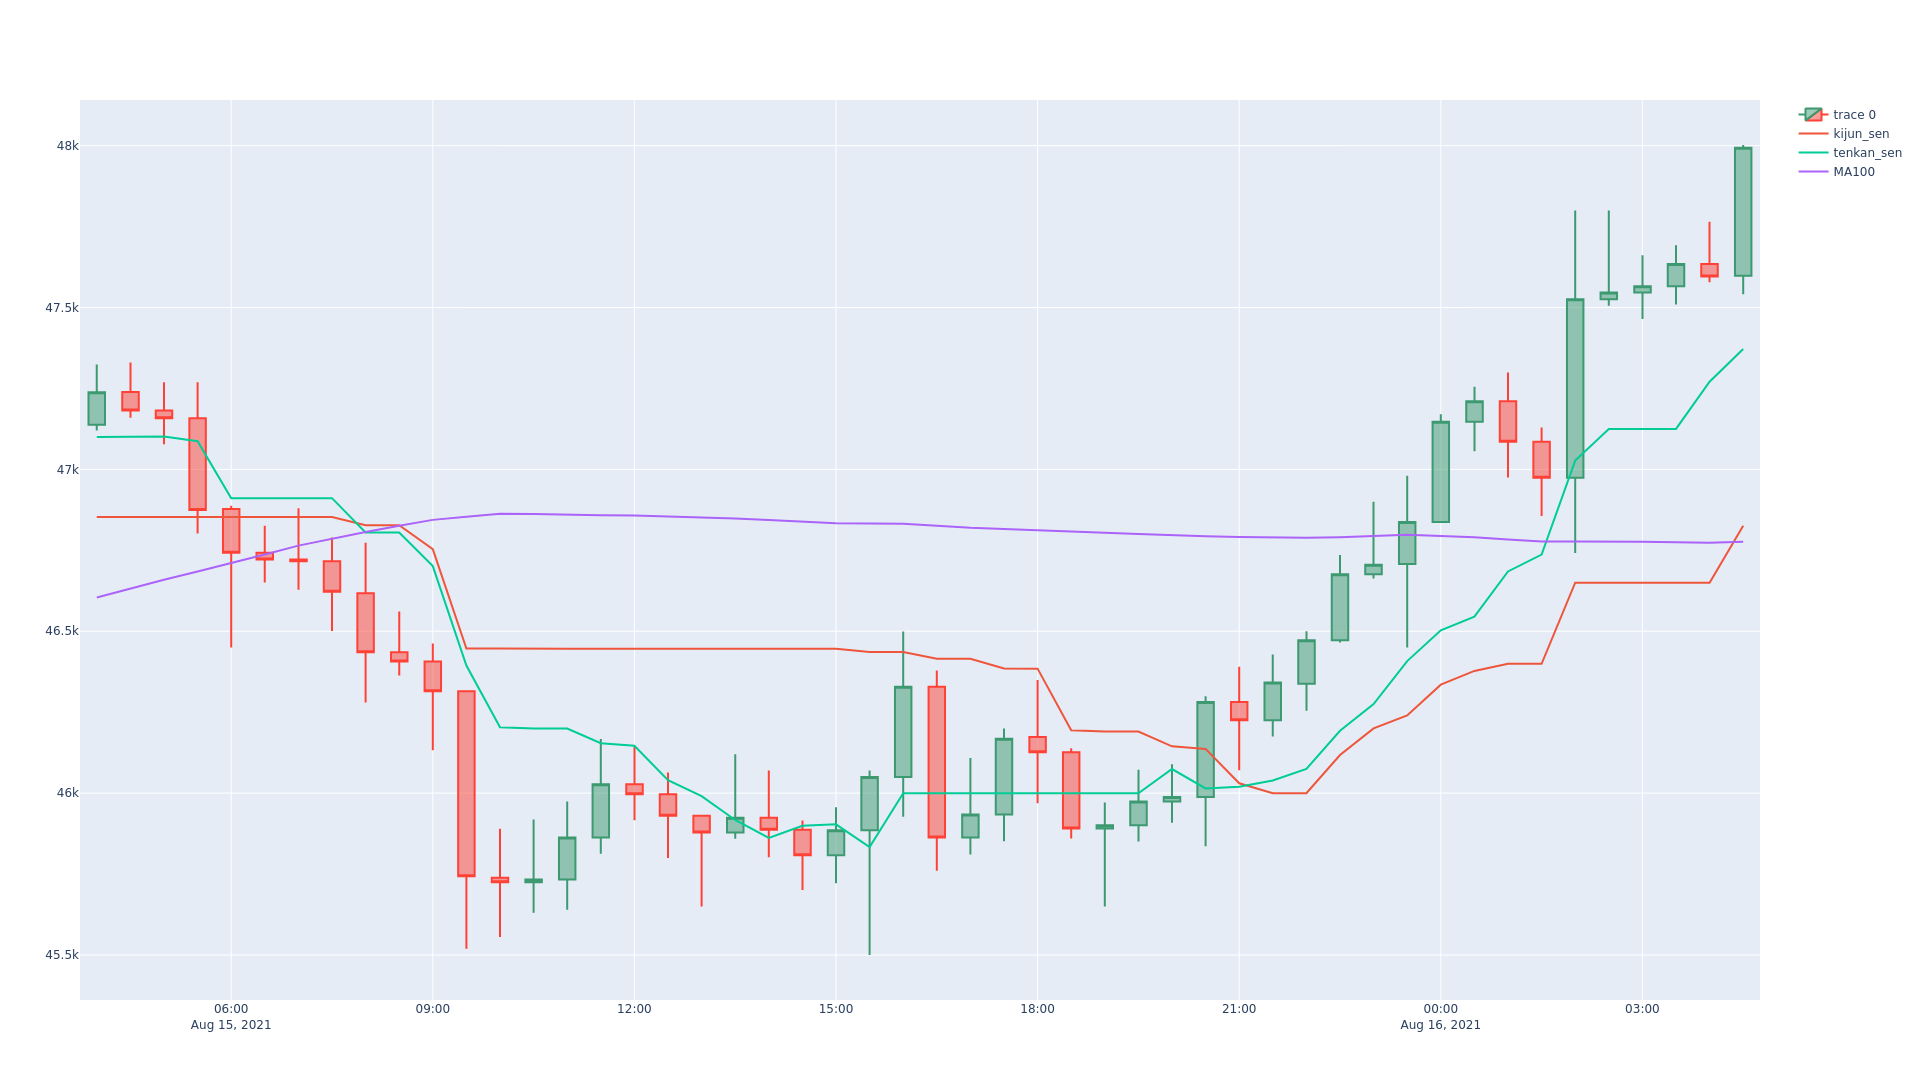 trace 0
kijun_sen
tenkan_sen
MA100
48k
47.5k
47k
46.5k
46k
45.5k
06:00 09:00 12:00 15:00 18:00 21:00 00:00 03:00
Aug 15, 2021 Aug 16, 2021